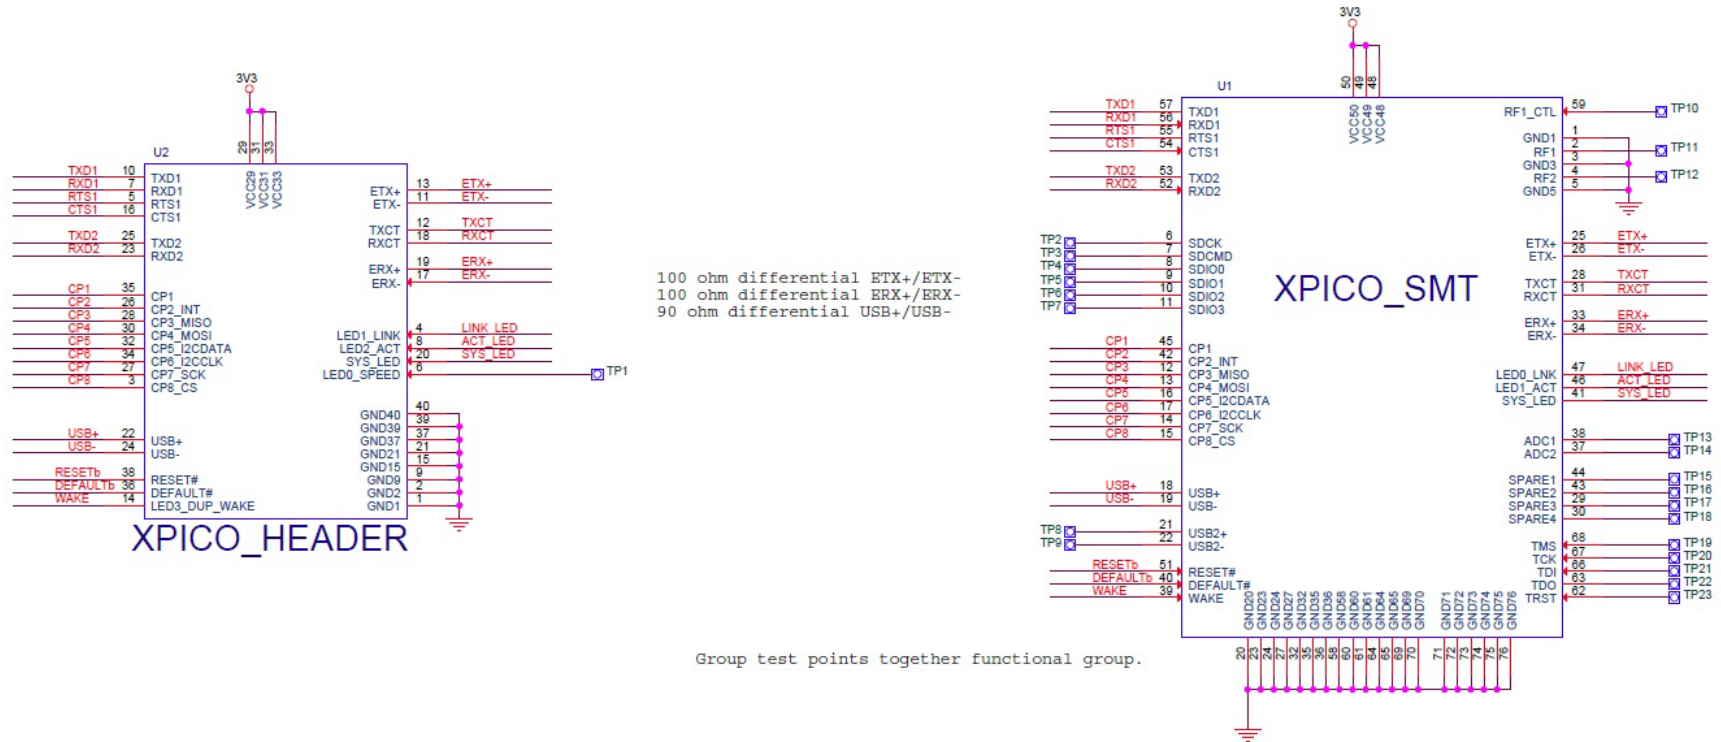 3V3
U2
29
31
33
VCC29
VCC31
VCC33
TXD1 10 TXD1
RXD1 7 RXD1
RTS1 5 RTS1
CTS1 16 CTS1
TXD2 25 TXD2
RXD2 23 RXD2
CP1 35 CP1
CP2 26 CP2_INT
CP3 28 CP3_MISO
CP4 30 CP4_MOSI
CP5 32 CP5_I2CDATA
CP6 34 CP6_I2CCLK
CP7 27 CP7_SCK
CP8 3 CP8_CS
USB+ 22 USB+
USB- 24 USB-
RESETb 38 RESET#
DEFAULTb 36 DEFAULT#
WAKE 14 LED3_DUP_WAKE
ETX+ 13 ETX+
ETX- 11 ETX-
TXCT 12 TXCT
RXCT 18 RXCT
ERX+ 19 ERX+
ERX- 17 ERX-
LED1_LINK 4 LINK_LED
LED2_ACT 8 ACT_LED
SYS_LED 20 SYS_LED
LED0_SPEED 6 TP1
GND40 40
GND39 39
GND37 37
GND21 21
GND15 15
GND9 9
GND2 2
GND1 1
XPICO_HEADER
100 ohm differential ETX+/ETX-
100 ohm differential ERX+/ERX-
90 ohm differential USB+/USB-
Group test points together functional group.
3V3
U1
50
49
48
VCC50
VCC49
VCC48
TXD1 57 TXD1
RXD1 56 RXD1
RTS1 55 RTS1
CTS1 54 CTS1
TXD2 53 TXD2
RXD2 52 RXD2
TP2 6 SDCK
TP3 7 SDCMD
TP4 8 SDIO0
TP5 9 SDIO1
TP6 10 SDIO2
TP7 11 SDIO3
CP1 45 CP1
CP2 42 CP2_INT
CP3 12 CP3_MISO
CP4 13 CP4_MOSI
CP5 16 CP5_I2CDATA
CP6 17 CP6_I2CCLK
CP7 14 CP7_SCK
CP8 15 CP8_CS
USB+ 18 USB+
USB- 19 USB-
TP8 21 USB2+
TP9 22 USB2-
RESETb 51 RESET#
DEFAULTb 40 DEFAULT#
WAKE 39 WAKE
XPICO_SMT
RF1_CTL 59 TP10
GND1 1
RF1 2 TP11
GND3 3
RF2 4 TP12
GND5 5
ETX+ 25 ETX+
ETX- 26 ETX-
TXCT 28 TXCT
RXCT 31 RXCT
ERX+ 33 ERX+
ERX- 34 ERX-
LED0_LNK 47 LINK_LED
LED1_ACT 46 ACT_LED
SYS_LED 41 SYS_LED
ADC1 38 TP13
ADC2 37 TP14
SPARE1 44 TP15
SPARE2 43 TP16
SPARE3 29 TP17
SPARE4 30 TP18
TMS 68 TP19
TCK 67 TP20
TDI 66 TP21
TDO 63 TP22
TRST 62 TP23
GND20 20
GND23 23
GND24 24
GND27 27
GND32 32
GND35 35
GND36 36
GND58 58
GND60 60
GND61 61
GND64 64
GND65 65
GND69 69
GND70 70
GND71 71
GND72 72
GND73 73
GND74 74
GND75 75
GND76 76